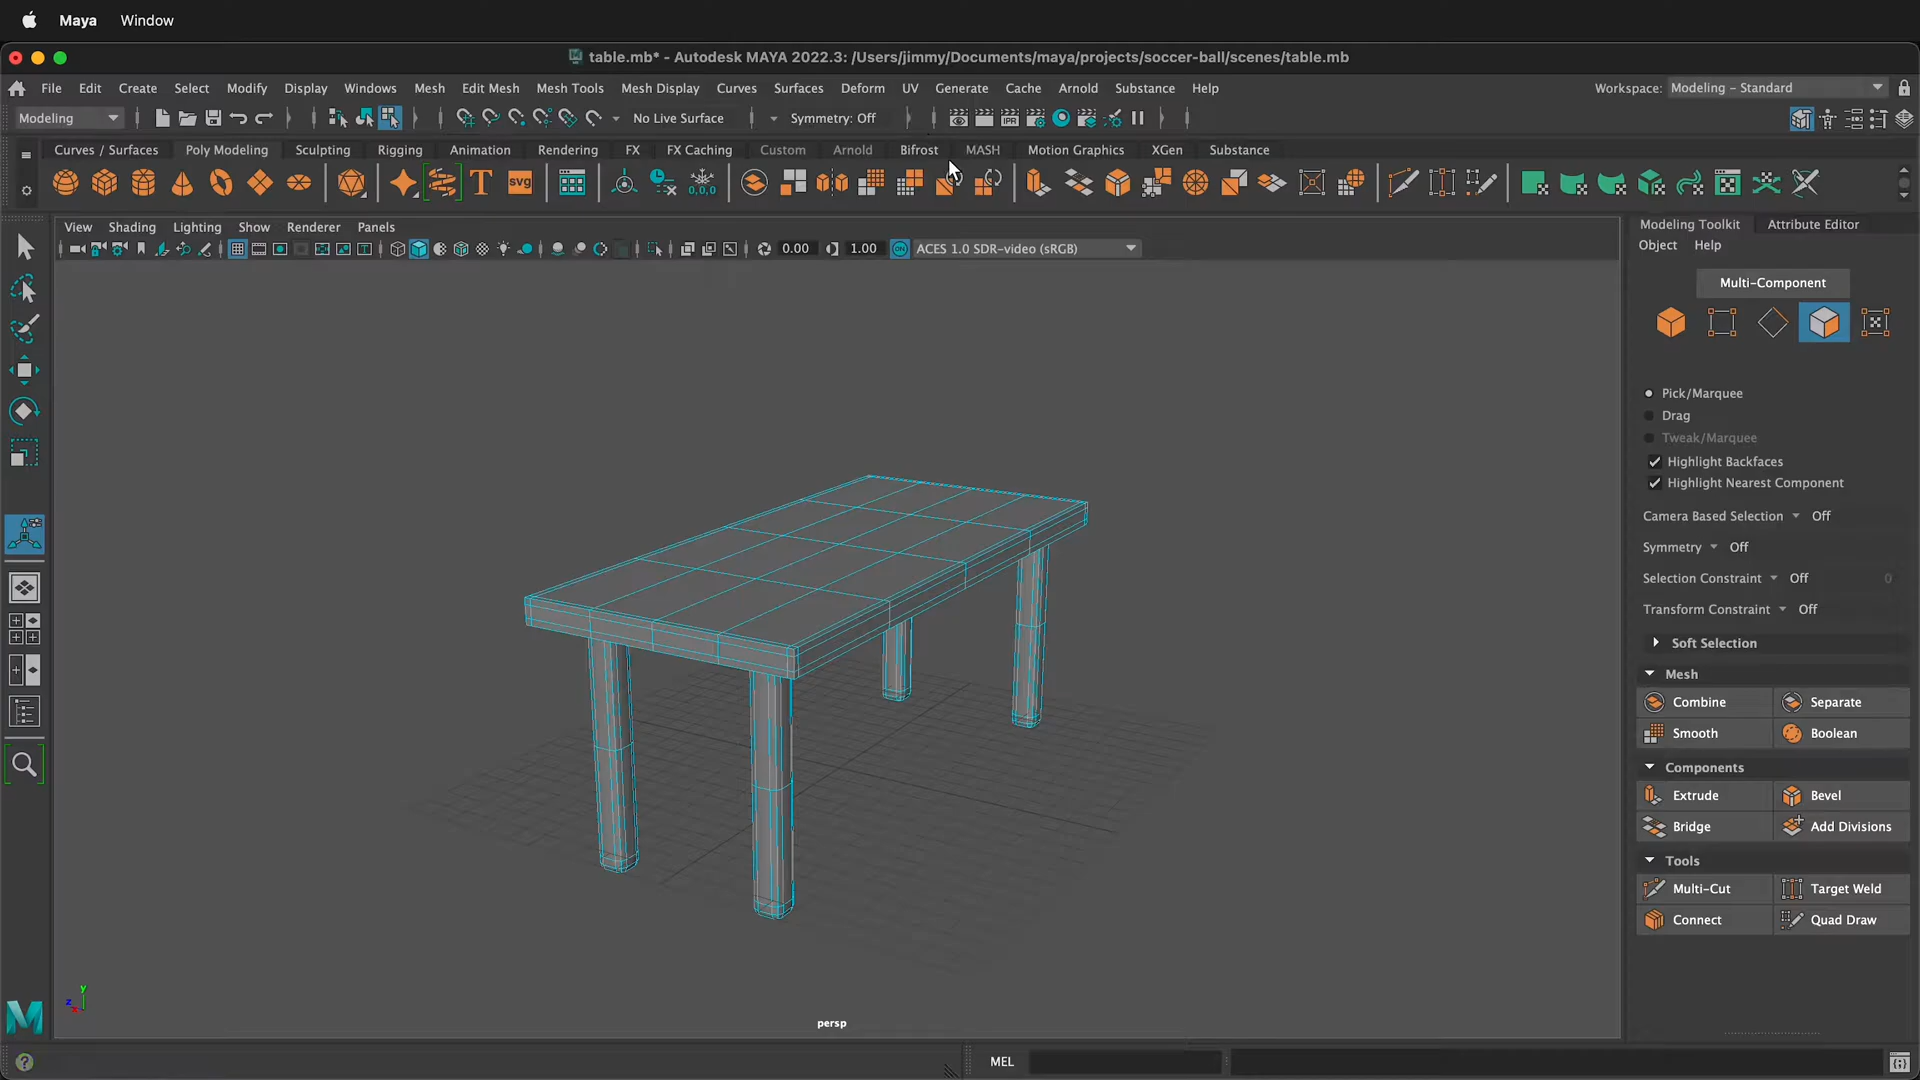 Maya Window
table.mb* - Autodesk MAYA 2022.3: /Users/jimmy/Documents/maya/projects/soccer-ball/scenes/table.mb
File Edit Create Select Modify Display Windows Mesh Edit Mesh Mesh Tools Mesh Display Curves Surfaces Deform UV Generate Cache Arnold Substance Help Workspace: Modeling - Standard
Modeling No Live Surface Symmetry: Off
Curves / Surfaces Poly Modeling Sculpting Rigging Animation Rendering FX FX Caching Custom Arnold Bifrost MASH Motion Graphics XGen Substance
T svg 0,0,0
View Shading Lighting Show Renderer Panels
0.00 1.00 ON ACES 1.0 SDR-video (sRGB)
Modeling Toolkit Attribute Editor
Object Help
Multi-Component
Pick/Marquee
Drag
Tweak/Marquee
Highlight Backfaces
Highlight Nearest Component
Camera Based Selection Off
Symmetry Off
Selection Constraint Off 0
Transform Constraint Off
Soft Selection
Mesh
Combine Separate
Smooth Boolean
Components
Extrude Bevel
Bridge Add Divisions
Tools
Multi-Cut Target Weld
Connect Quad Draw
y
z
x
persp
M
MEL